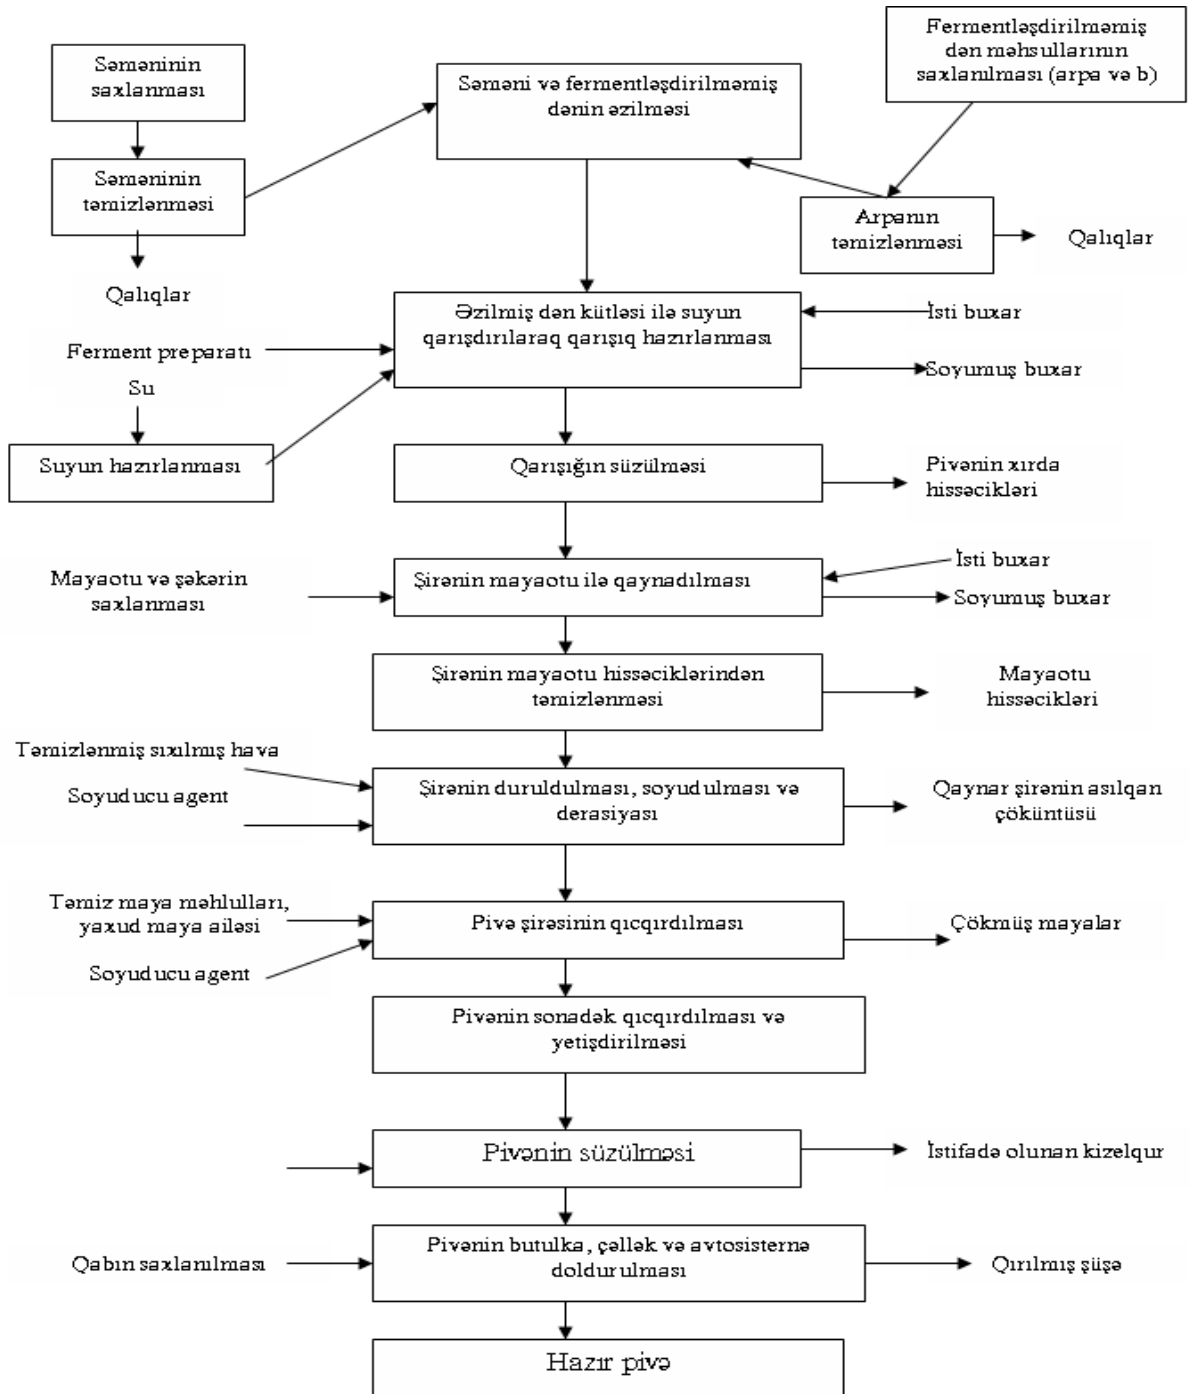 Səməninin
saxlanması
Səməni və fermentləşdirilməmiş
dənin əzilməsi
Fermentləşdirilməmiş
dən məhsullarının
saxlanılması (arpa və b)
Səməninin
təmizlənməsi
Arpanın
təmizlənməsi
Qalıqlar
Qalıqlar
Əzilmiş dən kütləsi ilə suyun
qarışdırılaraq qarışıq hazırlanması
İsti buxar
Ferment preparatı
Soyumuş buxar
Su
Suyun hazırlanması
Qarışığın süzülməsi
Pivənin xırda
hissəcikləri
Mayaotu və şəkərin
saxlanması
Şirənin mayaotu ilə qaynadılması
İsti buxar
Soyumuş buxar
Şirənin mayaotu hissəciklərindən
təmizlənməsi
Mayaotu
hissəcikləri
Təmizlənmiş sıxılmış hava
Soyuducu agent
Şirənin duruldulması, soyudulması və
derasiyası
Qaynar şirənin asılqan
çöküntüsü
Təmiz maya məhlulları,
yaxud maya ailəsi
Pivə şirəsinin qıcqırdılması
Çökmüş mayalar
Soyuducu agent
Pivənin sonadək qıcqırdılması və
yetişdirilməsi
Pivənin süzülməsi
İstifadə olunan kizelqur
Qabın saxlanılması
Pivənin butulka, çəllək və avtosisternə
doldurulması
Qırılmış şüşə
Hazır pivə